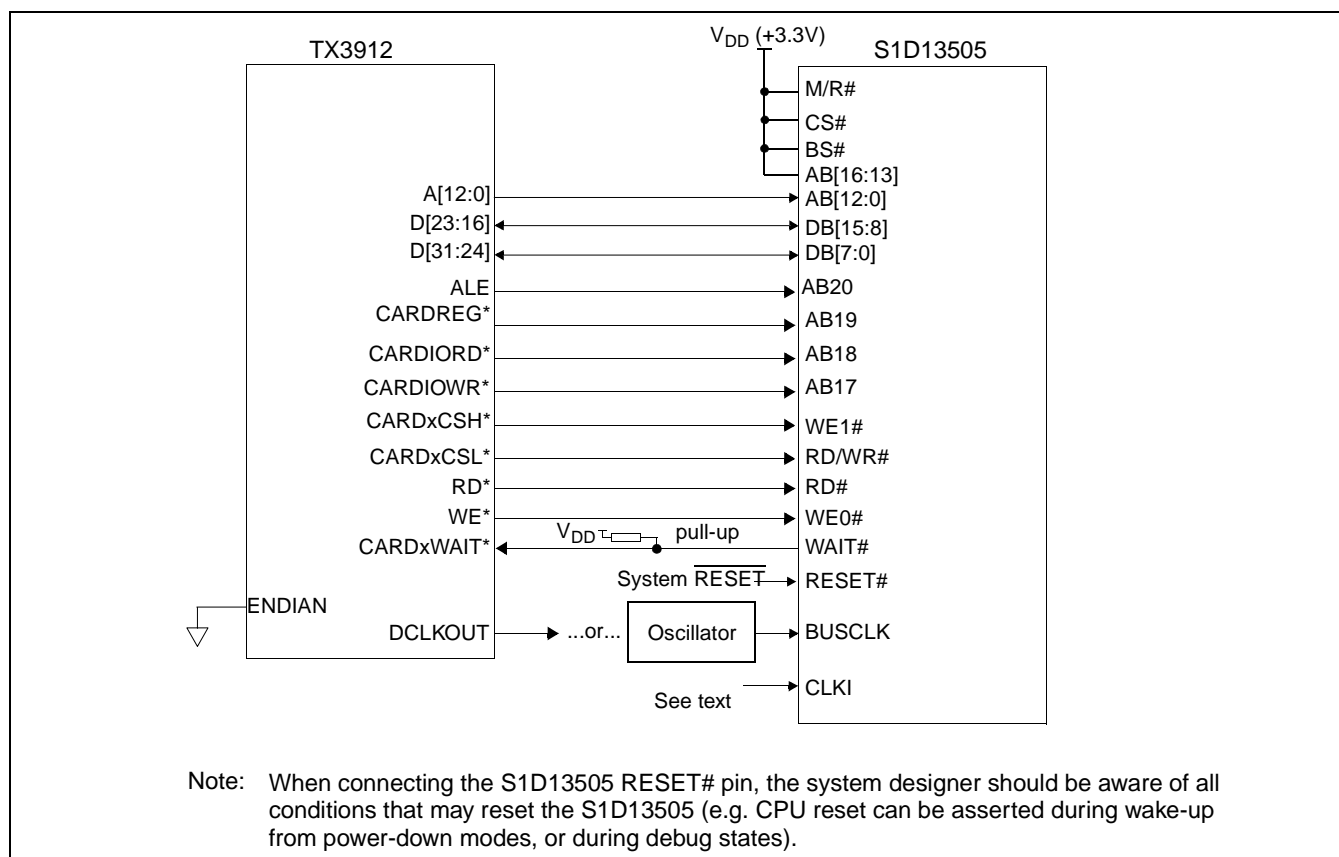 V_DD (+3.3V)
TX3912
S1D13505
M/R#
CS#
BS#
AB[16:13]
A[12:0]
AB[12:0]
D[23:16]
DB[15:8]
D[31:24]
DB[7:0]
ALE
AB20
CARDREG*
AB19
CARDIORD*
AB18
CARDIOWR*
AB17
CARDxCSH*
WE1#
CARDxCSL*
RD/WR#
RD*
RD#
WE*
WE0#
V_DD
pull-up
CARDxWAIT*
WAIT#
System RESET
RESET#
ENDIAN
DCLKOUT
...or...
Oscillator
BUSCLK
See text
CLKI
Note: When connecting the S1D13505 RESET# pin, the system designer should be aware of all
conditions that may reset the S1D13505 (e.g. CPU reset can be asserted during wake-up
from power-down modes, or during debug states).